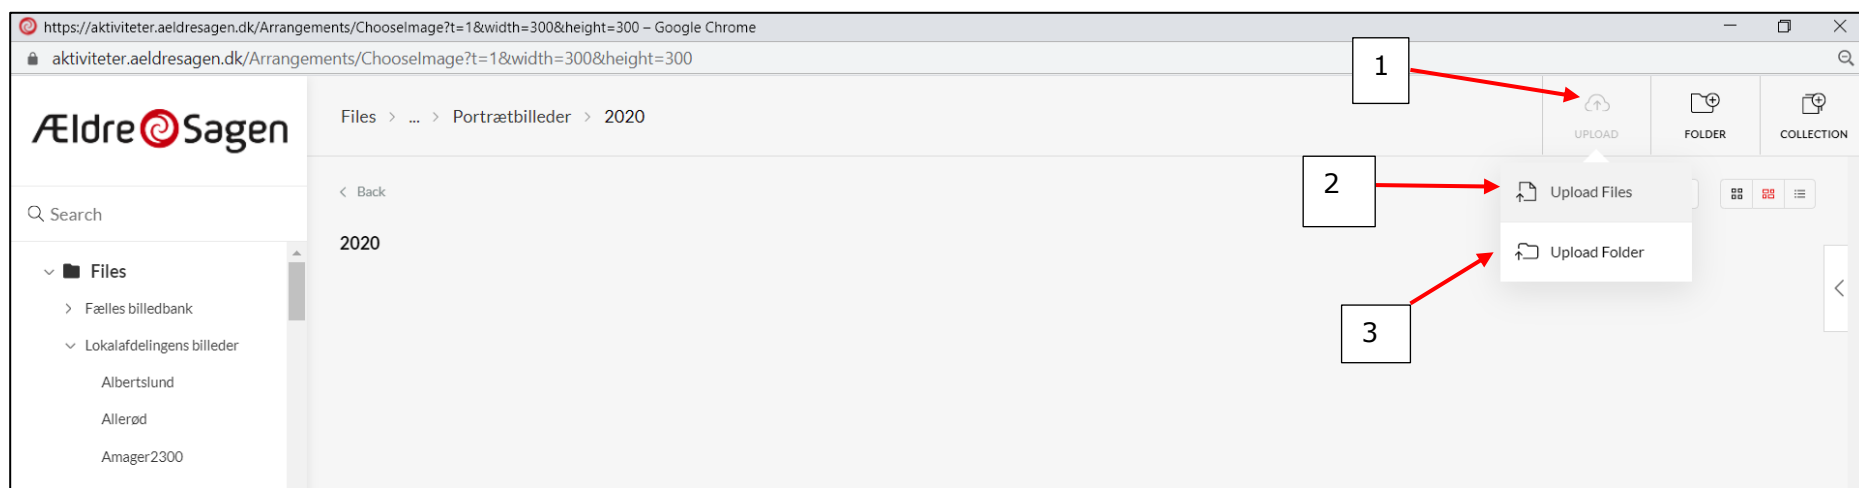 https://aktiviteter.aeldresagen.dk/Arrangements/ChooseImage?t=1&width=300&height=300 – Google Chrome
aktiviteter.aeldresagen.dk/Arrangements/ChooseImage?t=1&width=300&height=300
1
Ældre Sagen
Files > ... > Portrætbilleder > 2020
UPLOAD
FOLDER
COLLECTION
2
< Back
Upload Files
Search
2020
Upload Folder
Files
Fælles billedbank
3
Lokalafdelingens billeder
Albertslund
Allerød
Amager2300